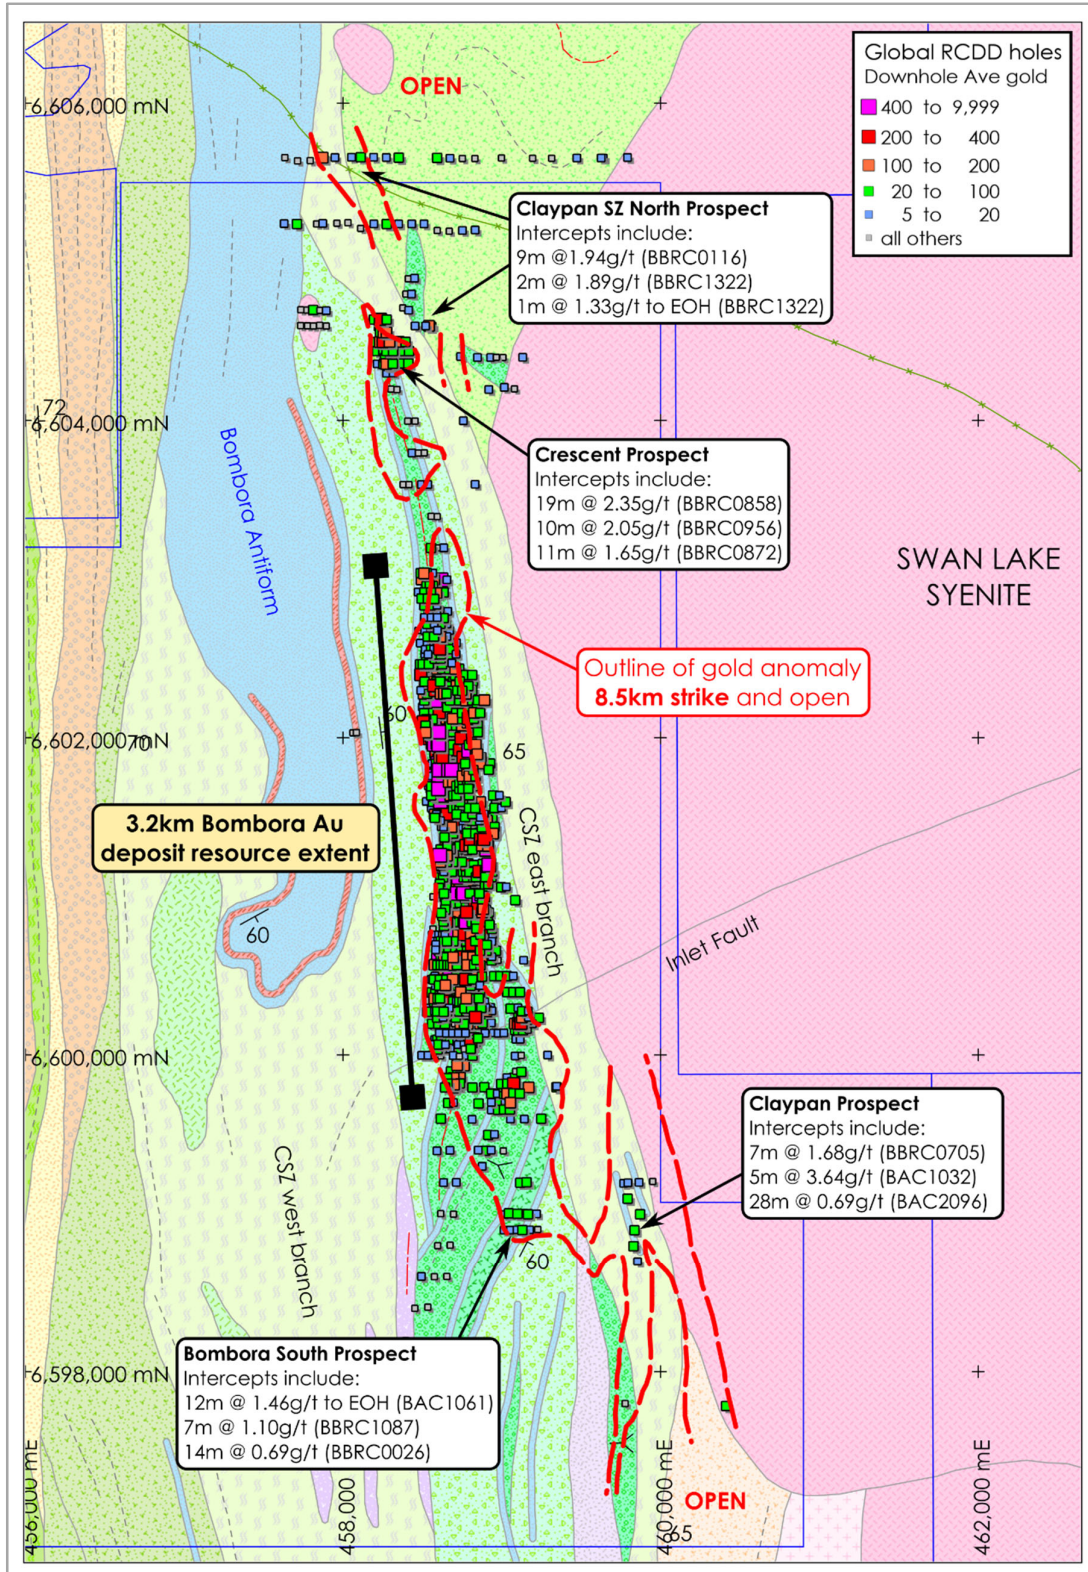 Global RCDD holes
Downhole Ave gold
400 to 9,999
200 to 400
100 to 200
20 to 100
5 to 20
all others
OPEN
6,606,000 mN
Claypan SZ North Prospect
Intercepts include:
9m @1.94g/t (BBRC0116)
2m @ 1.89g/t (BBRC1322)
1m @ 1.33g/t to EOH (BBRC1322)
72
6,604,000 mN
Bombora Antiform
Crescent Prospect
Intercepts include:
19m @ 2.35g/t (BBRC0858)
10m @ 2.05g/t (BBRC0956)
11m @ 1.65g/t (BBRC0872)
SWAN LAKE
SYENITE
Outline of gold anomaly
8.5km strike and open
60
6,602,000 mN
70
65
3.2km Bombora Au
deposit resource extent
CSZ east branch
60
Inlet Fault
6,600,000 mN
Claypan Prospect
Intercepts include:
7m @ 1.68g/t (BBRC0705)
5m @ 3.64g/t (BAC1032)
28m @ 0.69g/t (BAC2096)
CSZ west branch
60
Bombora South Prospect
Intercepts include:
12m @ 1.46g/t to EOH (BAC1061)
7m @ 1.10g/t (BBRC1087)
14m @ 0.69g/t (BBRC0026)
6,598,000 mN
OPEN
65
456,000 mE
458,000
460,000 mE
462,000 mE